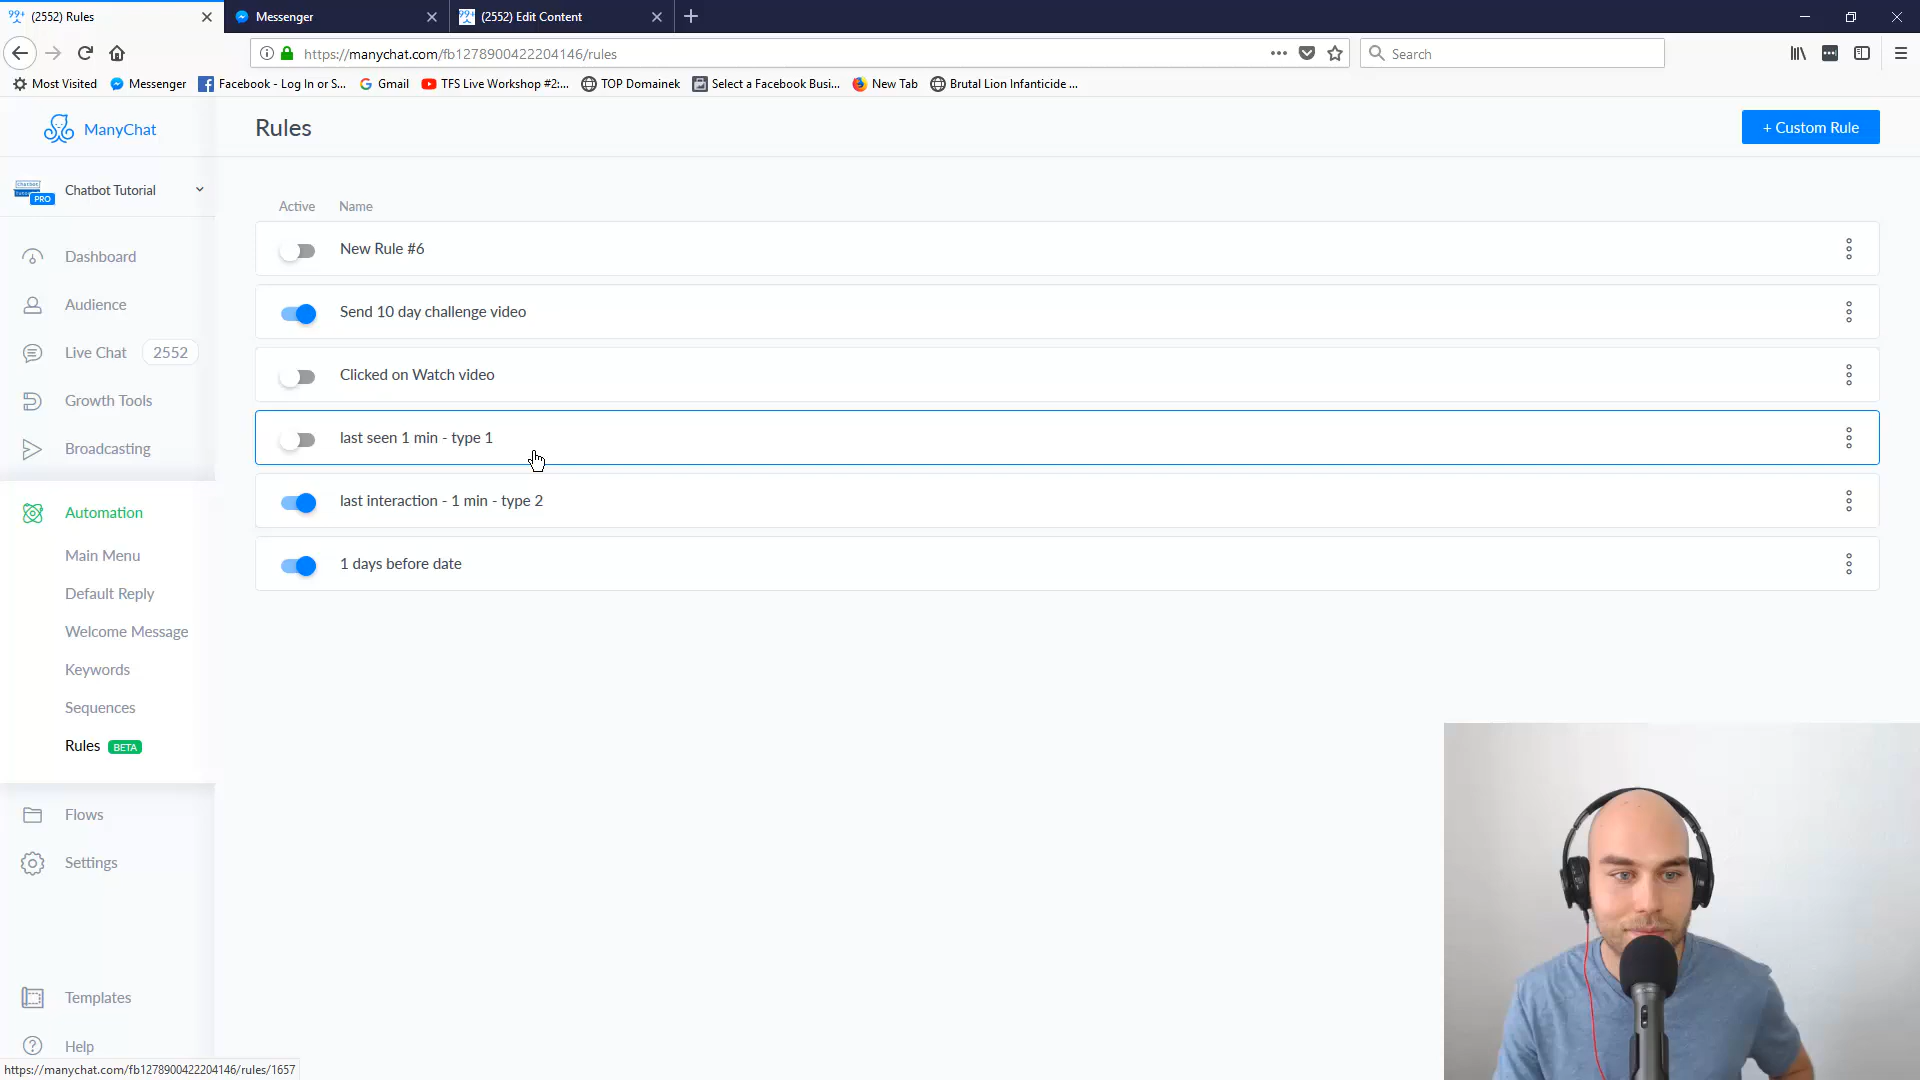 (2552) Rules
Messenger
(2552) Edit Content
https://manychat.com/fb1278900422204146/rules
Search
Most Visited
Messenger
Facebook - Log In or S...
Gmail
TFS Live Workshop #2:...
TOP Domainek
Select a Facebook Busi...
New Tab
Brutal Lion Infanticide ...
ManyChat
Rules
+ Custom Rule
PRO
Chatbot Tutorial
Active Name
Dashboard
New Rule #6
Audience
Send 10 day challenge video
Live Chat 2552
Clicked on Watch video
Growth Tools
last seen 1 min - type 1
Broadcasting
last interaction - 1 min - type 2
Automation
1 days before date
Main Menu
Default Reply
Welcome Message
Keywords
Sequences
Rules BETA
Flows
Settings
Templates
Help
https://manychat.com/fb1278900422204146/rules/1657